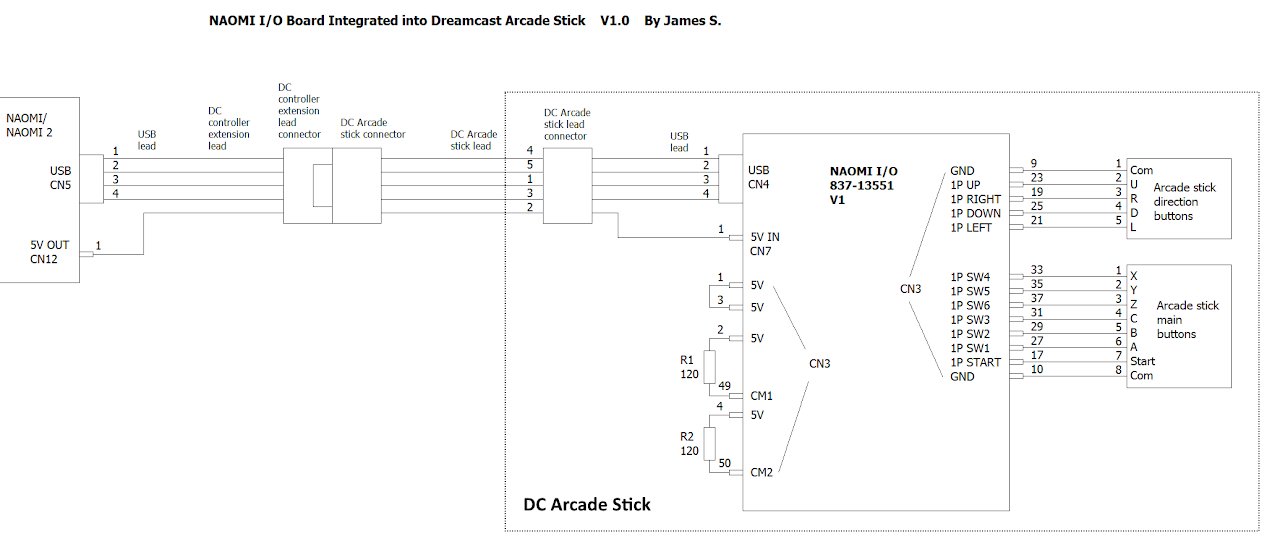 NAOMI I/O Board Integrated into Dreamcast Arcade Stick V1.0 By James S.
NAOMI/
NAOMI 2
USB
CN5
1
2
3
4
5V OUT
CN12
1
USB
lead
DC
controller
extension
lead
DC
controller
extension
lead
connector
DC Arcade
stick connector
DC Arcade
stick lead
4
5
1
3
2
DC Arcade
stick lead
connector
USB
lead
1
2
3
4
USB
CN4
1
5V IN
CN7
1
5V
3
5V
2
5V
R1
120
49
CM1
4
5V
R2
120
50
CM2
CN3
NAOMI I/O
837-13551
V1
CN3
GND 9 1 Com
1P UP 23 2 U
1P RIGHT 19 3 R
1P DOWN 25 4 D
1P LEFT 21 5 L
Arcade stick
direction
buttons
1P SW4 33 1 X
1P SW5 35 2 Y
1P SW6 37 3 Z
1P SW3 31 4 C
1P SW2 29 5 B
1P SW1 27 6 A
1P START 17 7 Start
GND 10 8 Com
Arcade stick
main
buttons
DC Arcade Stick